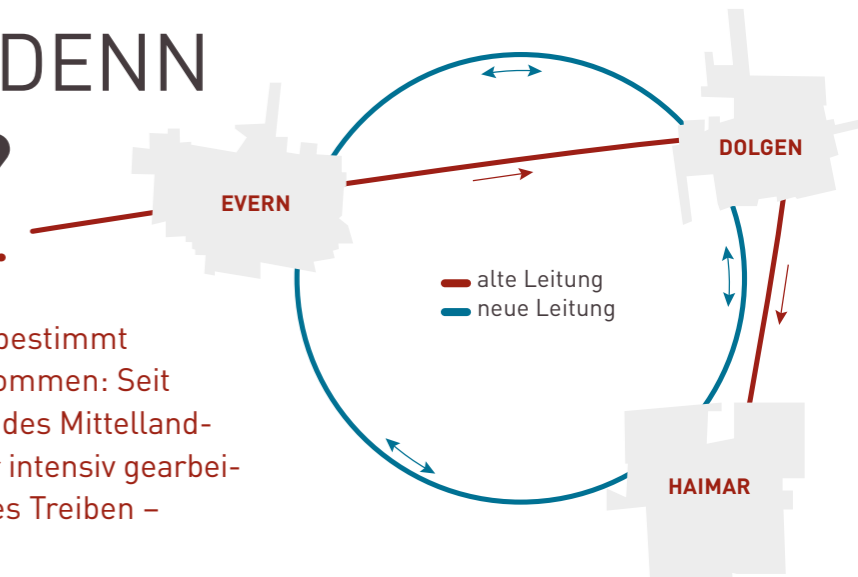 DENN
?
bestimmt
ommen: Seit
des Mittelland-
intensiv gearbei-
es Treiben –
EVERN
DOLGEN
alte Leitung
neue Leitung
HAIMAR